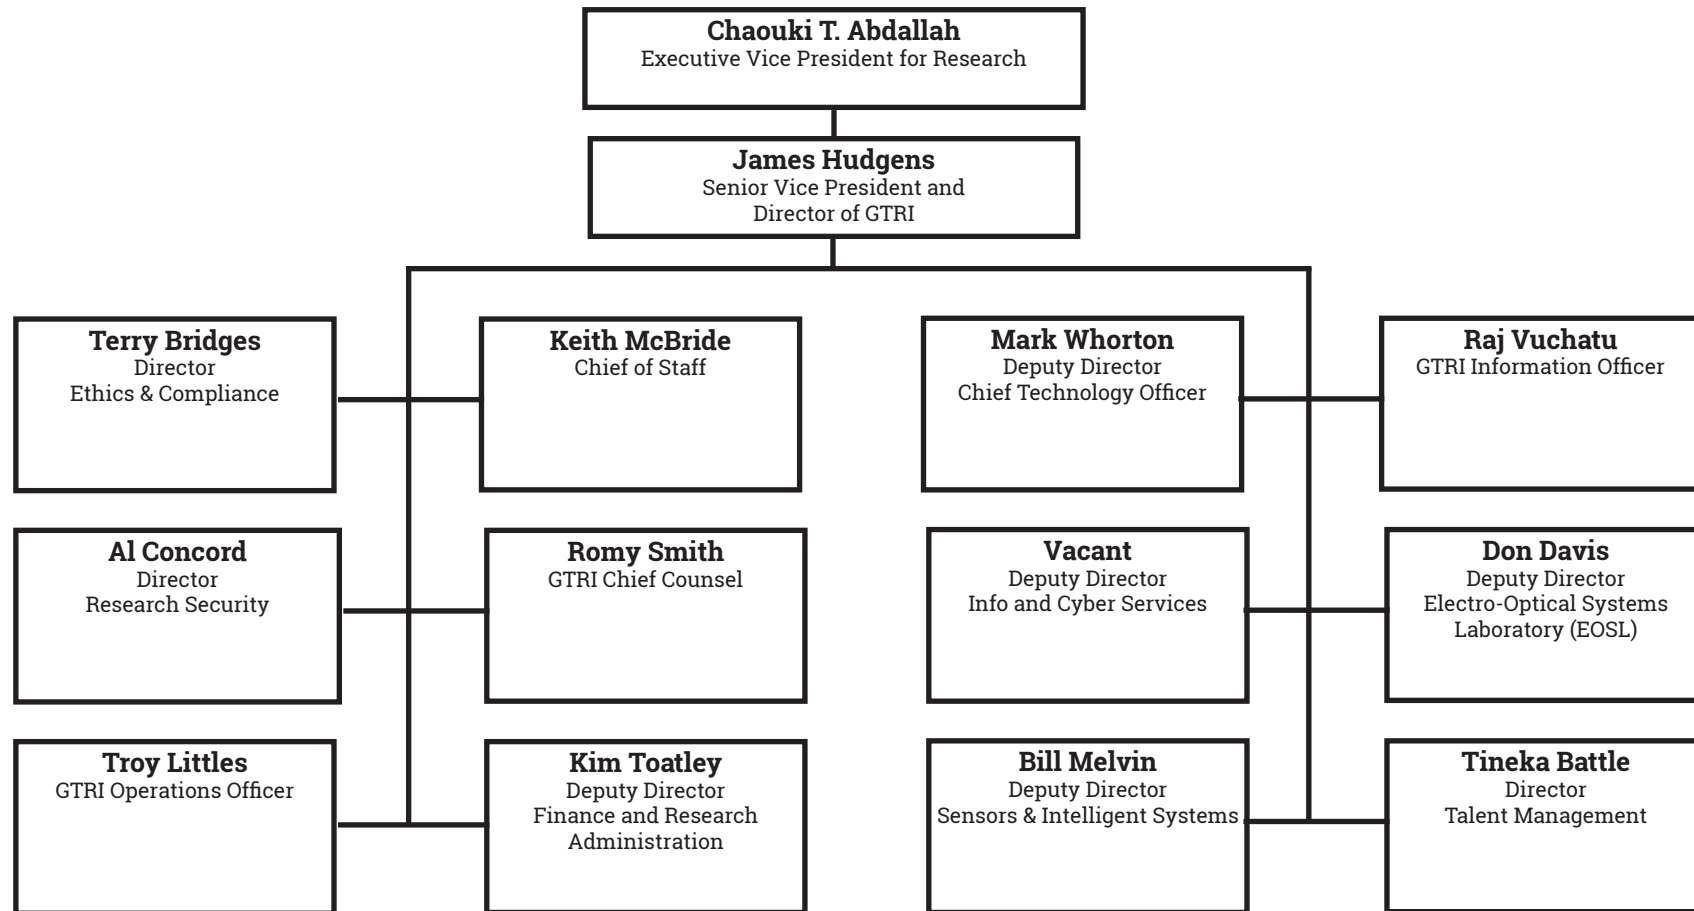 Chaouki T. Abdallah
Executive Vice President for Research
James Hudgens
Senior Vice President and
Director of GTRI
Terry Bridges
Director
Ethics & Compliance
Keith McBride
Chief of Staff
Mark Whorton
Deputy Director
Chief Technology Officer
Raj Vuchatu
GTRI Information Officer
Al Concord
Director
Research Security
Romy Smith
GTRI Chief Counsel
Vacant
Deputy Director
Info and Cyber Services
Don Davis
Deputy Director
Electro-Optical Systems
Laboratory (EOSL)
Troy Littles
GTRI Operations Officer
Kim Toatley
Deputy Director
Finance and Research
Administration
Bill Melvin
Deputy Director
Sensors & Intelligent Systems
Tineka Battle
Director
Talent Management